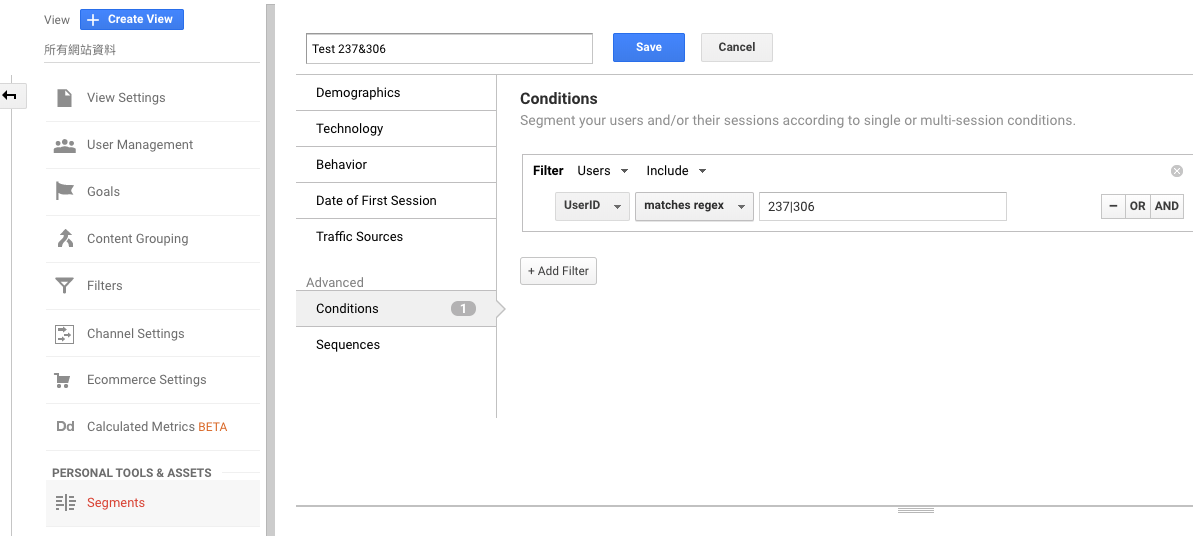 View
Create View
所有網站資料
View Settings
User Management
Goals
Content Grouping
Filters
Channel Settings
Ecommerce Settings
Dd Calculated Metrics BETA
PERSONAL TOOLS & ASSETS
Segments
Test 237&306
Save
Cancel
Demographics
Technology
Behavior
Date of First Session
Traffic Sources
Advanced
Conditions 1
Sequences
Conditions
Segment your users and/or their sessions according to single or multi-session conditions.
Filter Users Include
UserID matches regex 237|306 − OR AND
+ Add Filter